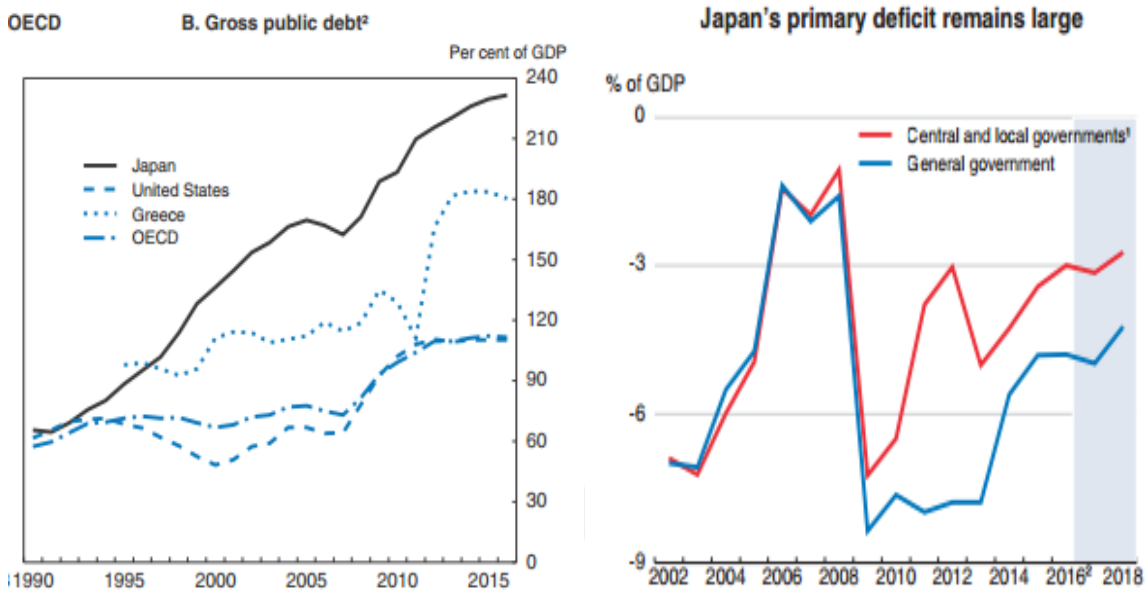 OECD
B. Gross public debt²
Per cent of GDP
240
210
180
150
120
90
60
30
0
Japan
United States
Greece
OECD
1990 1995 2000 2005 2010 2015
Japan's primary deficit remains large
% of GDP
0
-3
-6
-9
Central and local governments¹
General government
2002 2004 2006 2008 2010 2012 2014 2016² 2018